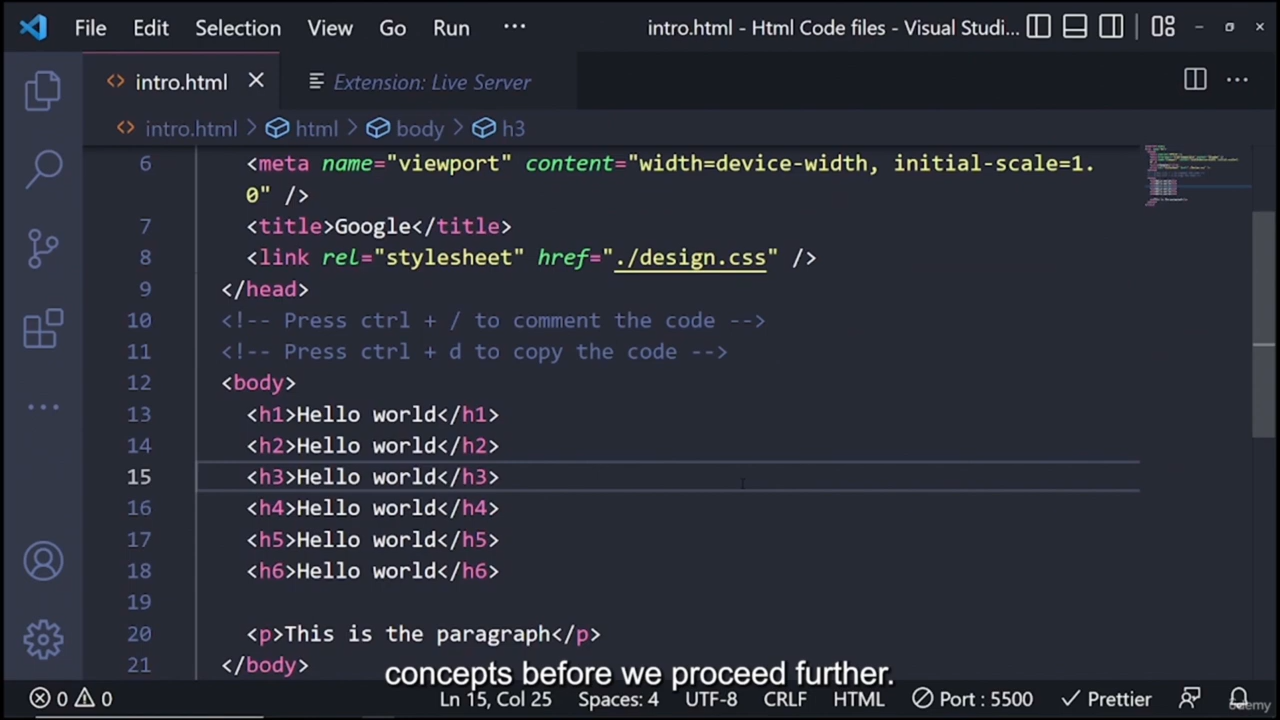 File Edit Selection View Go Run ··· intro.html - Html Code files - Visual Studi...
intro.html Extension: Live Server
intro.html > html > body > h3
6 <meta name="viewport" content="width=device-width, initial-scale=1.
0" />
7 <title>Google</title>
8 <link rel="stylesheet" href="./design.css" />
9 </head>
10 <!-- Press ctrl + / to comment the code -->
11 <!-- Press ctrl + d to copy the code -->
12 <body>
13 <h1>Hello world</h1>
14 <h2>Hello world</h2>
15 <h3>Hello world</h3>
16 <h4>Hello world</h4>
17 <h5>Hello world</h5>
18 <h6>Hello world</h6>
19
20 <p>This is the paragraph</p>
21 </body>
concepts before we proceed further.
0 0 Ln 15, Col 25 Spaces: 4 UTF-8 CRLF HTML Port : 5500 Prettier
udemy